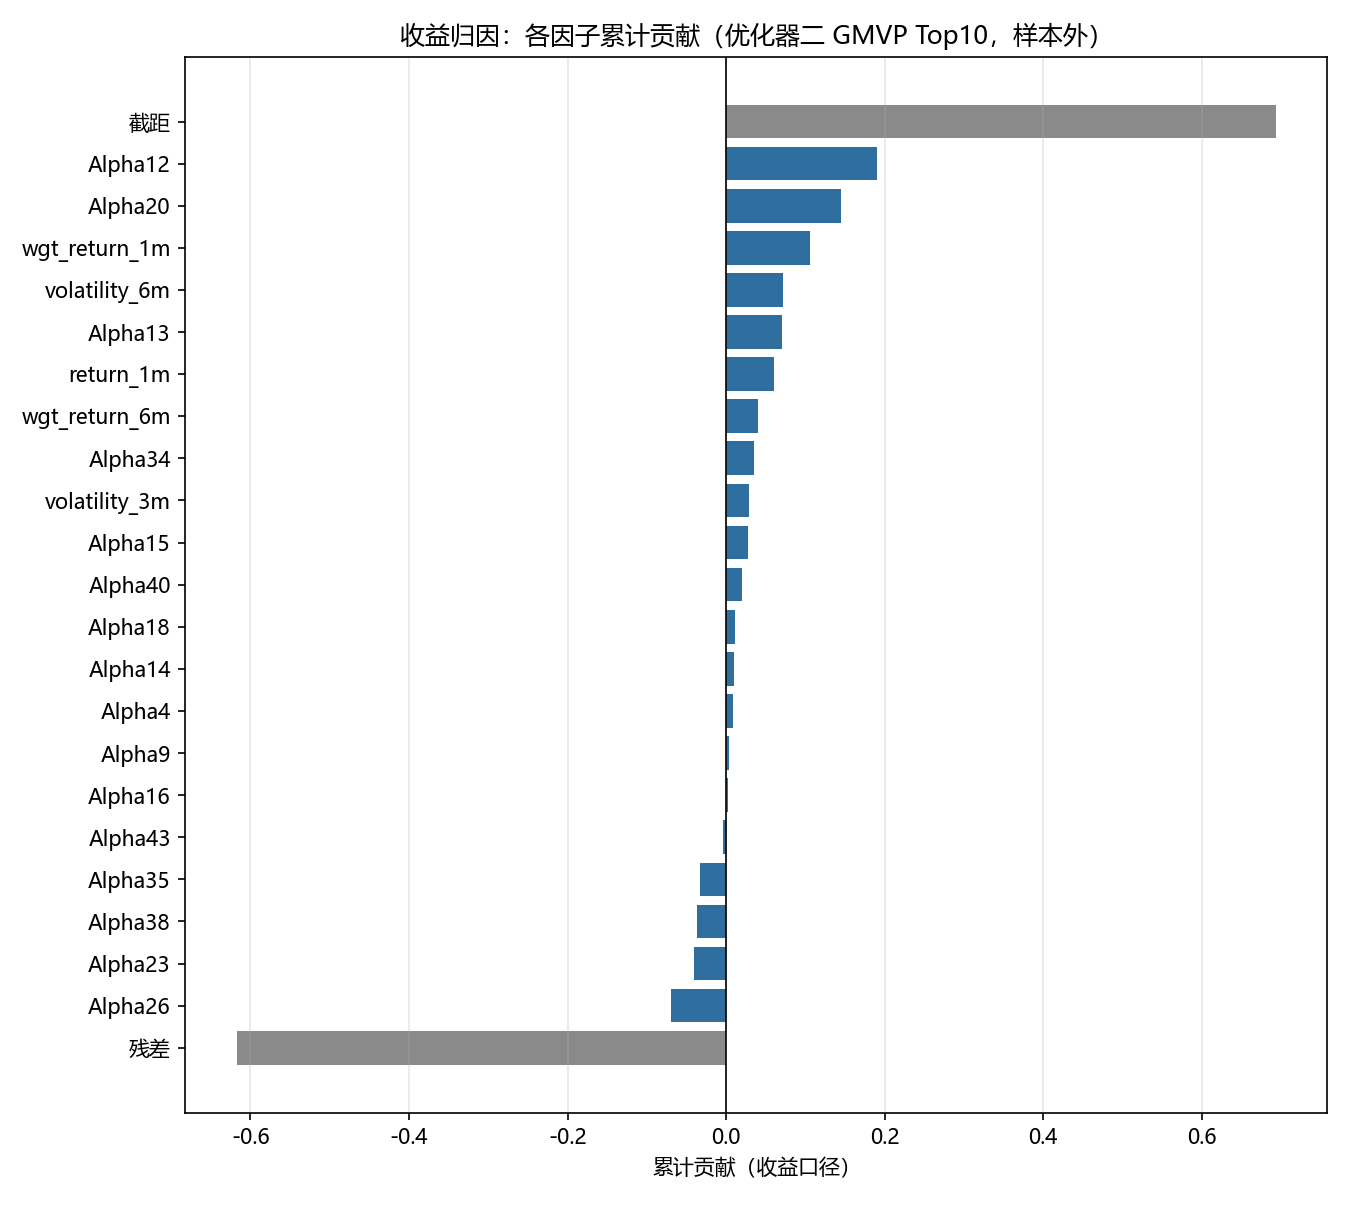 收益归因：各因子累计贡献（优化器二 GMVP Top10，样本外）
截距
Alpha12
Alpha20
wgt_return_1m
volatility_6m
Alpha13
return_1m
wgt_return_6m
Alpha34
volatility_3m
Alpha15
Alpha40
Alpha18
Alpha14
Alpha4
Alpha9
Alpha16
Alpha43
Alpha35
Alpha38
Alpha23
Alpha26
残差
-0.6 -0.4 -0.2 0.0 0.2 0.4 0.6
累计贡献（收益口径）